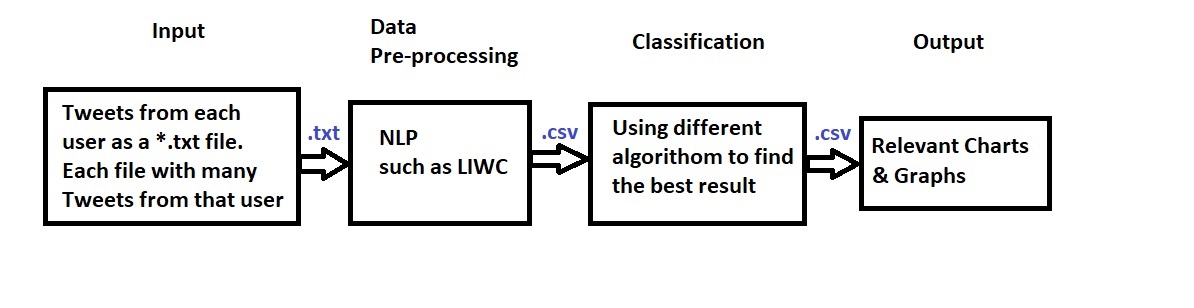 Input
Data
Pre-processing
Classification
Output
Tweets from each
user as a *.txt file.
Each file with many
Tweets from that user
.txt
NLP
such as LIWC
.csv
Using different
algorithom to find
the best result
.csv
Relevant Charts
& Graphs